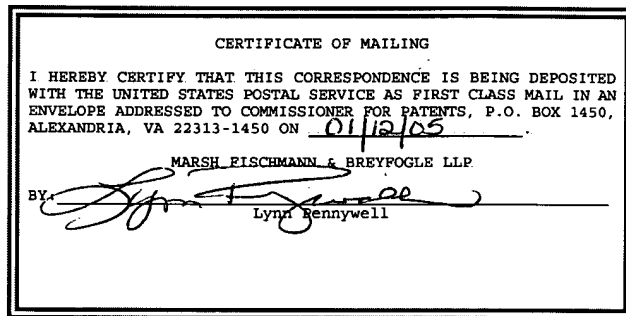 CERTIFICATE OF MAILING
I HEREBY CERTIFY THAT THIS CORRESPONDENCE IS BEING DEPOSITED
WITH THE UNITED STATES POSTAL SERVICE AS FIRST CLASS MAIL IN AN
ENVELOPE ADDRESSED TO COMMISSIONER FOR PATENTS, P.O. BOX 1450,
ALEXANDRIA, VA 22313-1450 ON 01/12/05.
MARSH FISCHMANN & BREYFOGLE LLP
BY: Lynn Pennywell
Lynn Pennywell